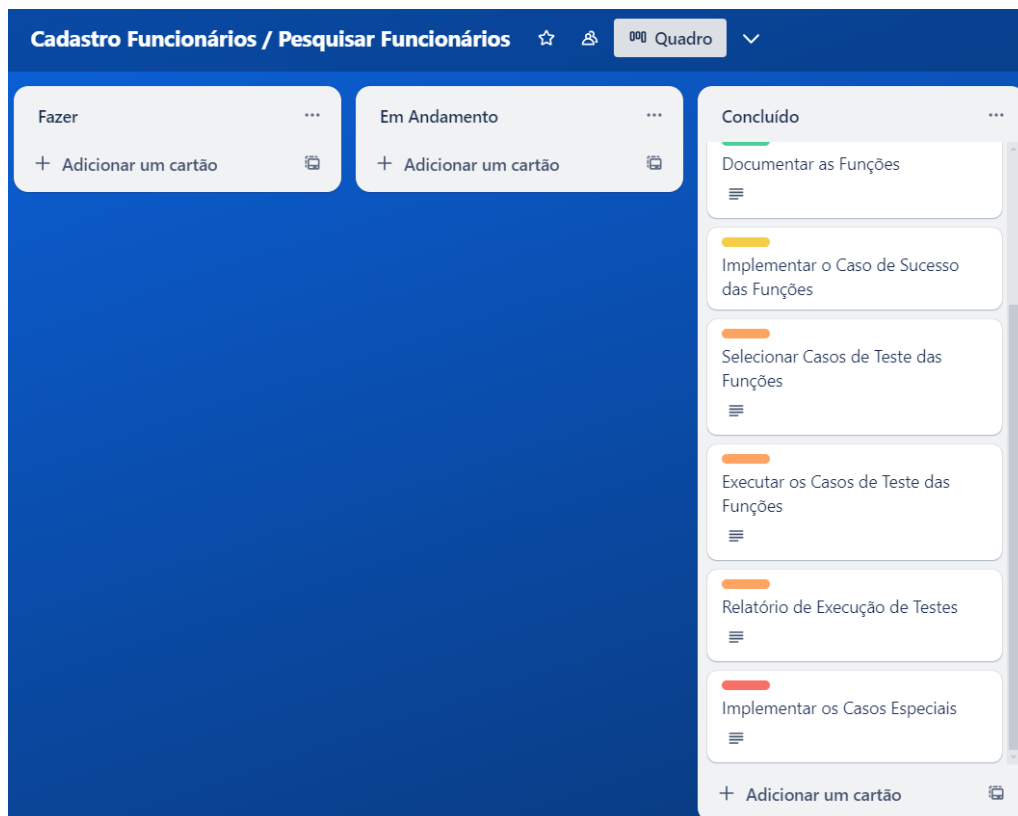 Cadastro Funcionários / Pesquisar Funcionários
Quadro
Fazer
Adicionar um cartão
Em Andamento
Adicionar um cartão
Concluído
Documentar as Funções
Implementar o Caso de Sucesso
das Funções
Selecionar Casos de Teste das
Funções
Executar os Casos de Teste das
Funções
Relatório de Execução de Testes
Implementar os Casos Especiais
Adicionar um cartão